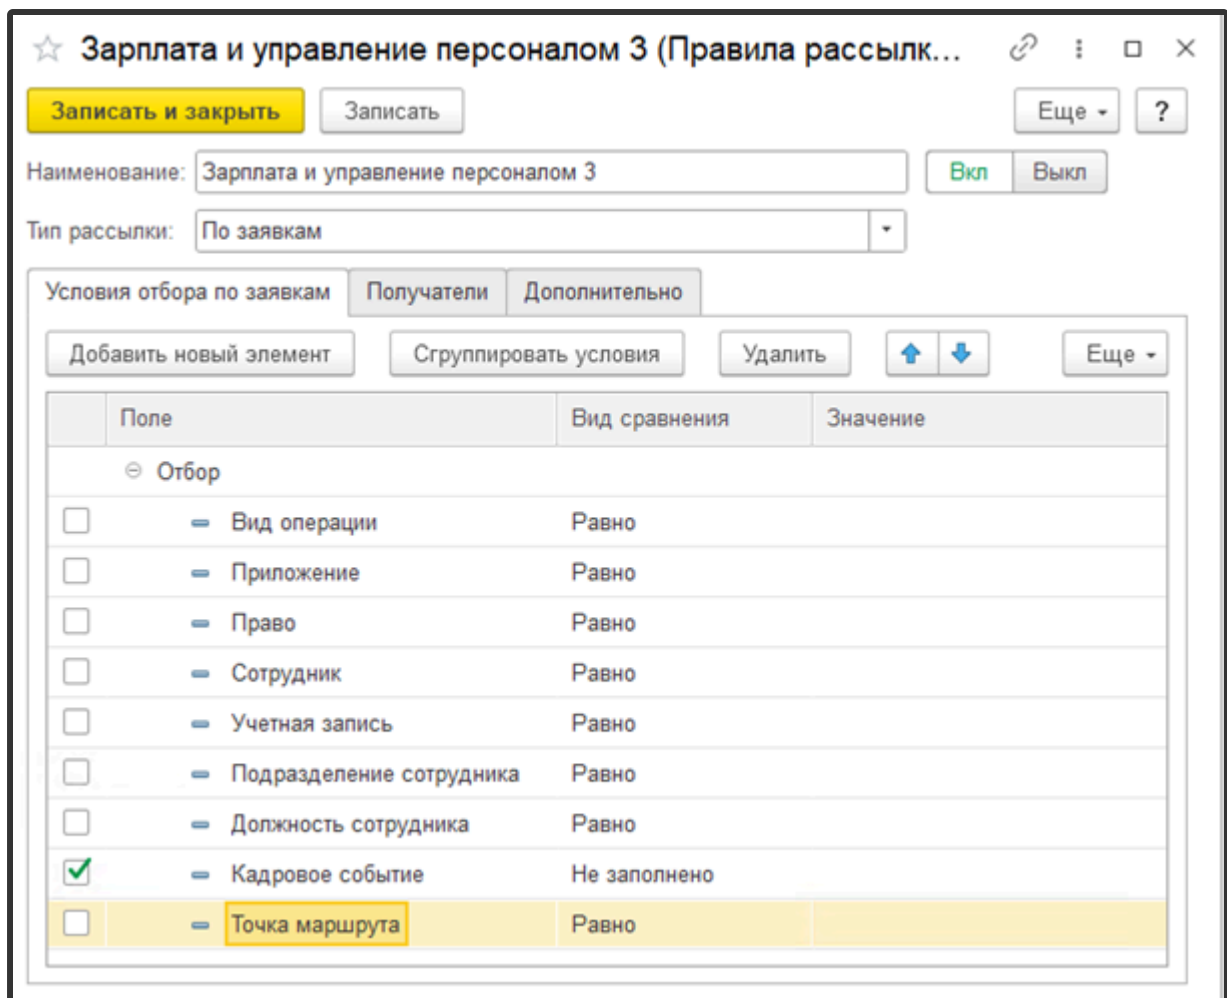 Зарплата и управление персоналом 3 (Правила рассылк...
Записать и закрыть Записать Еще ?
Наименование: Зарплата и управление персоналом 3 Вкл Выкл
Тип рассылки: По заявкам
Условия отбора по заявкам Получатели Дополнительно
Добавить новый элемент Сгруппировать условия Удалить Еще
Поле Вид сравнения Значение
Отбор
Вид операции Равно
Приложение Равно
Право Равно
Сотрудник Равно
Учетная запись Равно
Подразделение сотрудника Равно
Должность сотрудника Равно
Кадровое событие Не заполнено
Точка маршрута Равно